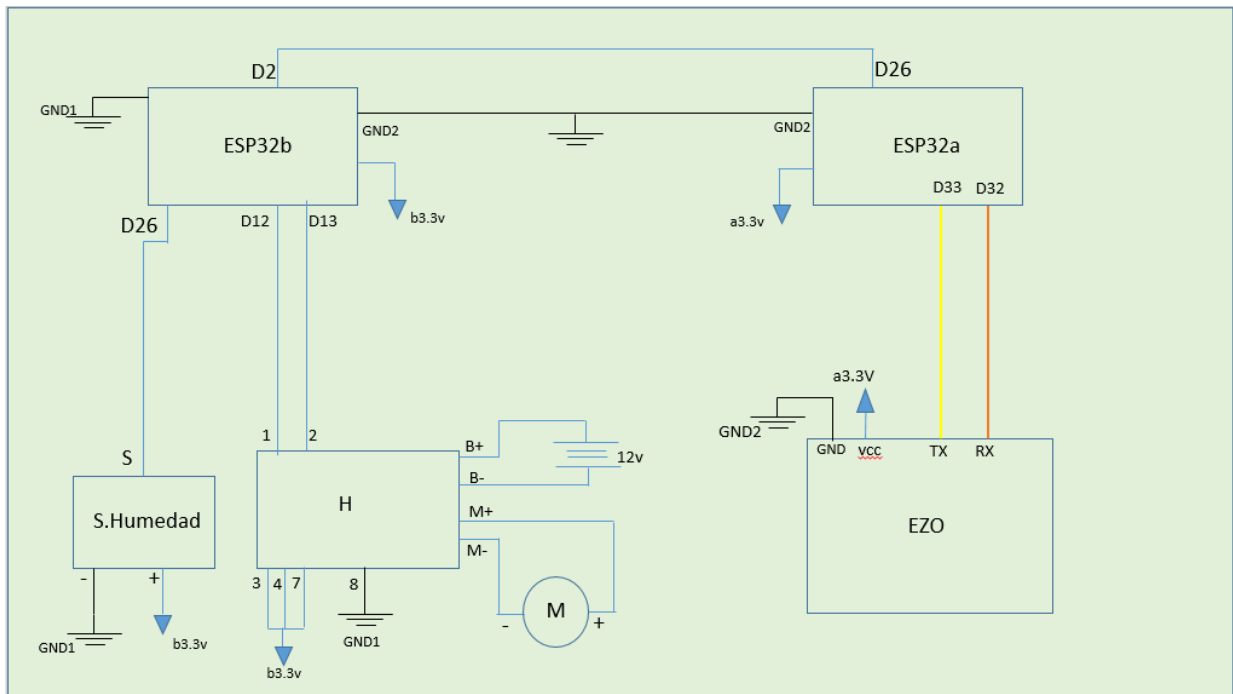 D2
D26
GND1
GND2
GND2
ESP32b
ESP32a
D33 D32
D26
D12
D13
b3.3v
a3.3v
a3.3V
GND2
GND
vcc
TX
RX
EZO
1
2
B+
12v
B-
M+
M-
H
S
S.Humedad
-
+
3
4
7
8
M
-
+
GND1
b3.3v
GND1
b3.3v